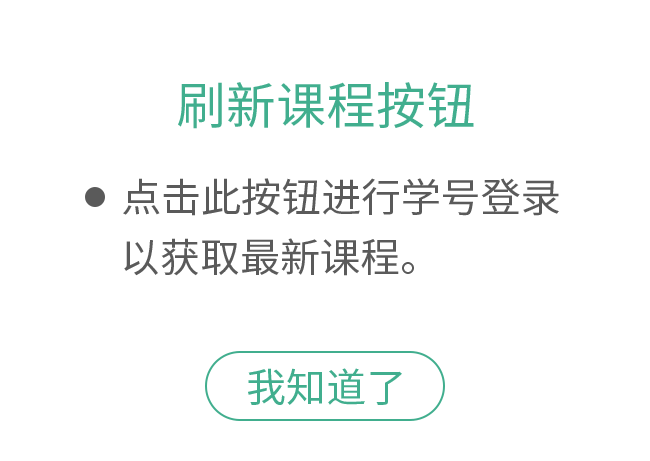 刷新课程按钮
● 点击此按钮进行学号登录
以获取最新课程。
我知道了